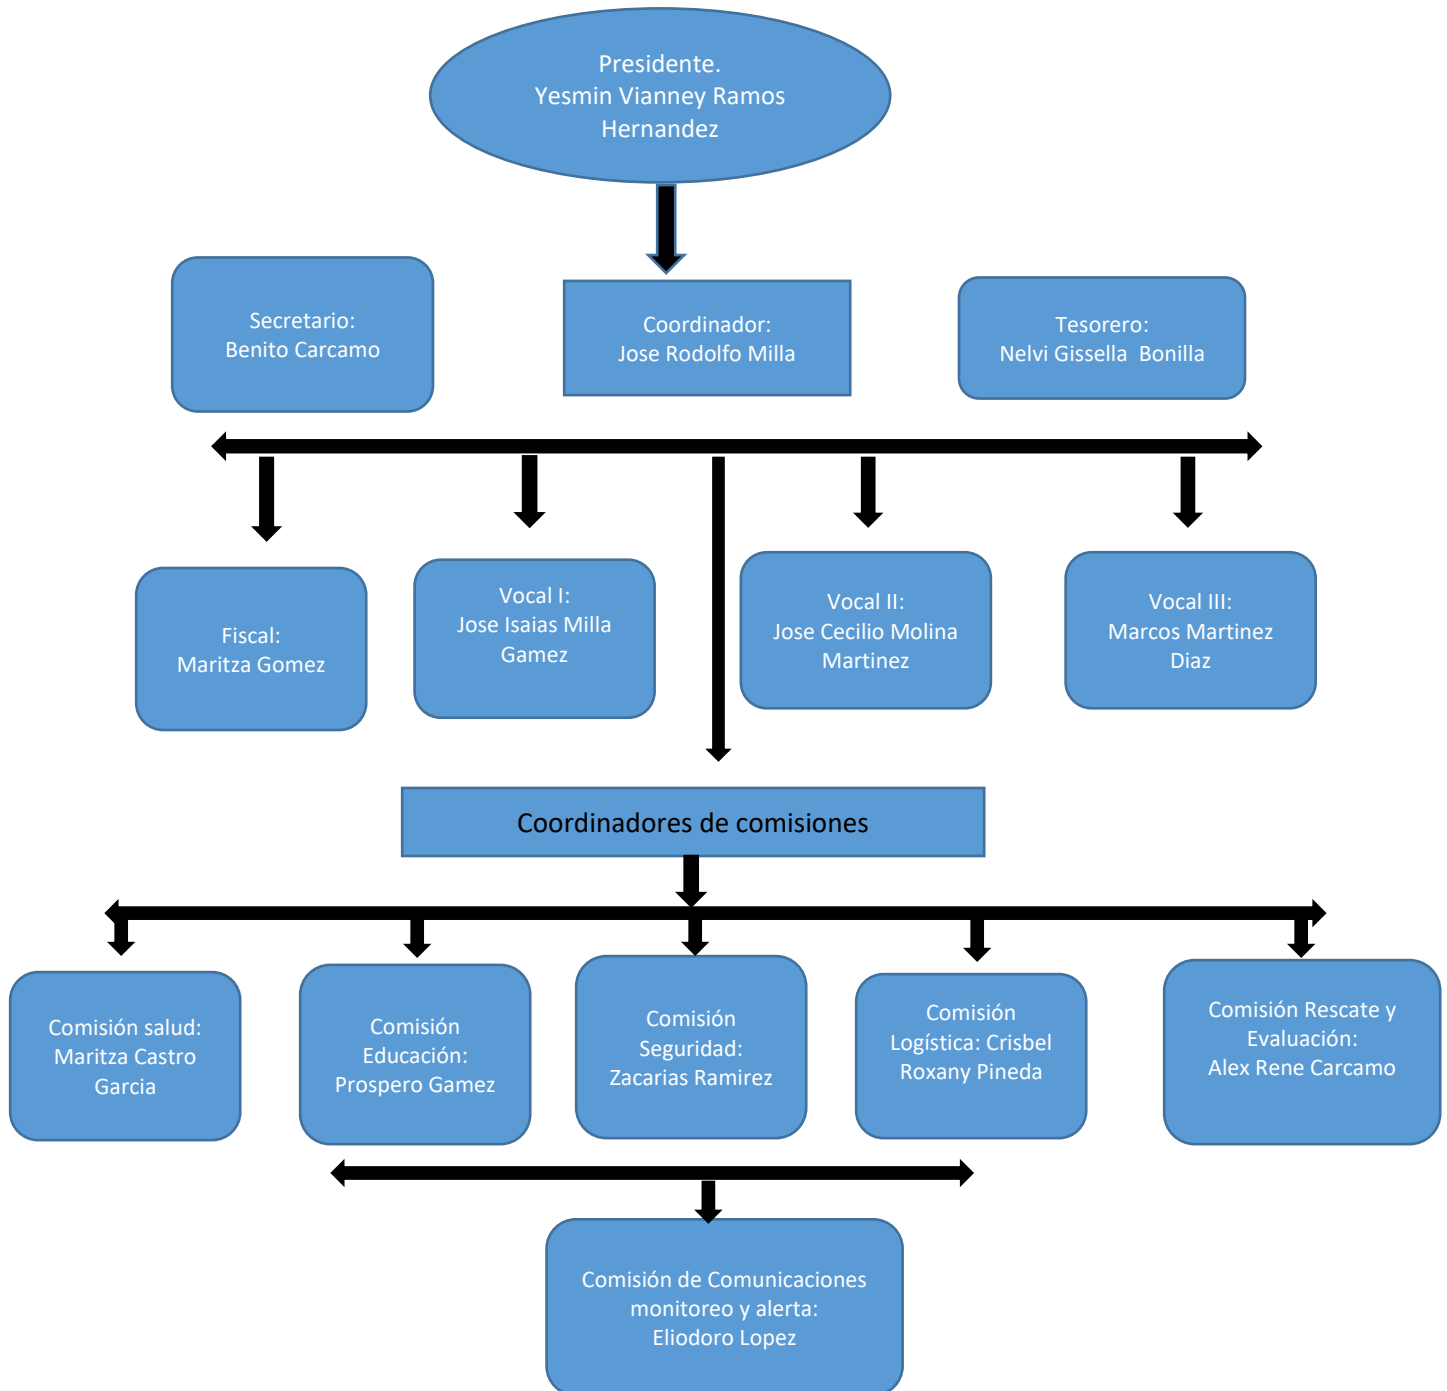 Presidente.
Yesmin Vianney Ramos
Hernandez
Secretario:
Benito Carcamo
Coordinador:
Jose Rodolfo Milla
Tesorero:
Nelvi Gissella  Bonilla
Fiscal:
Maritza Gomez
Vocal I:
Jose Isaias Milla
Gamez
Vocal II:
Jose Cecilio Molina
Martinez
Vocal III:
Marcos Martinez
Diaz
Coordinadores de comisiones
Comisión salud:
Maritza Castro
Garcia
Comisión
Educación:
Prospero Gamez
Comisión
Seguridad:
Zacarias Ramirez
Comisión
Logística: Crisbel
Roxany Pineda
Comisión Rescate y
Evaluación:
Alex Rene Carcamo
Comisión de Comunicaciones
monitoreo y alerta:
Eliodoro Lopez